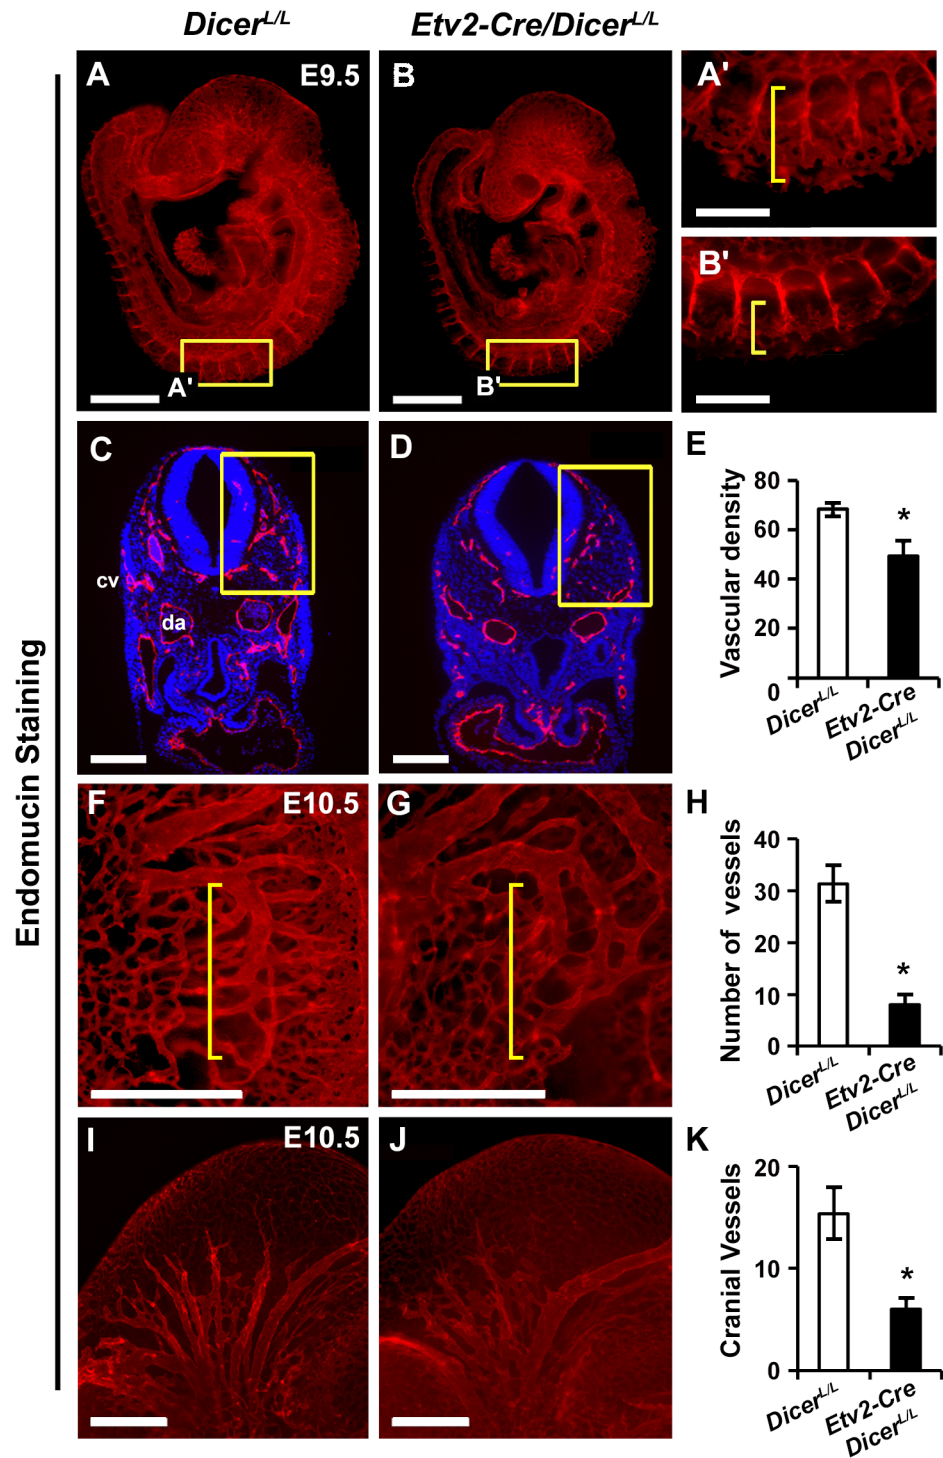 Dicer^L/L
Etv2-Cre/Dicer^L/L
Endomucin Staining
A
E9.5
A'
B
B'
A'
B'
C
cv
da
D
E
Vascular density
80
60
40
20
0
Dicer^L/L
Etv2-Cre
Dicer^L/L
*
F
E10.5
G
H
Number of vessels
40
30
20
10
0
Dicer^L/L
Etv2-Cre
Dicer^L/L
*
I
E10.5
J
K
Cranial Vessels
20
10
0
Dicer^L/L
Etv2-Cre
Dicer^L/L
*